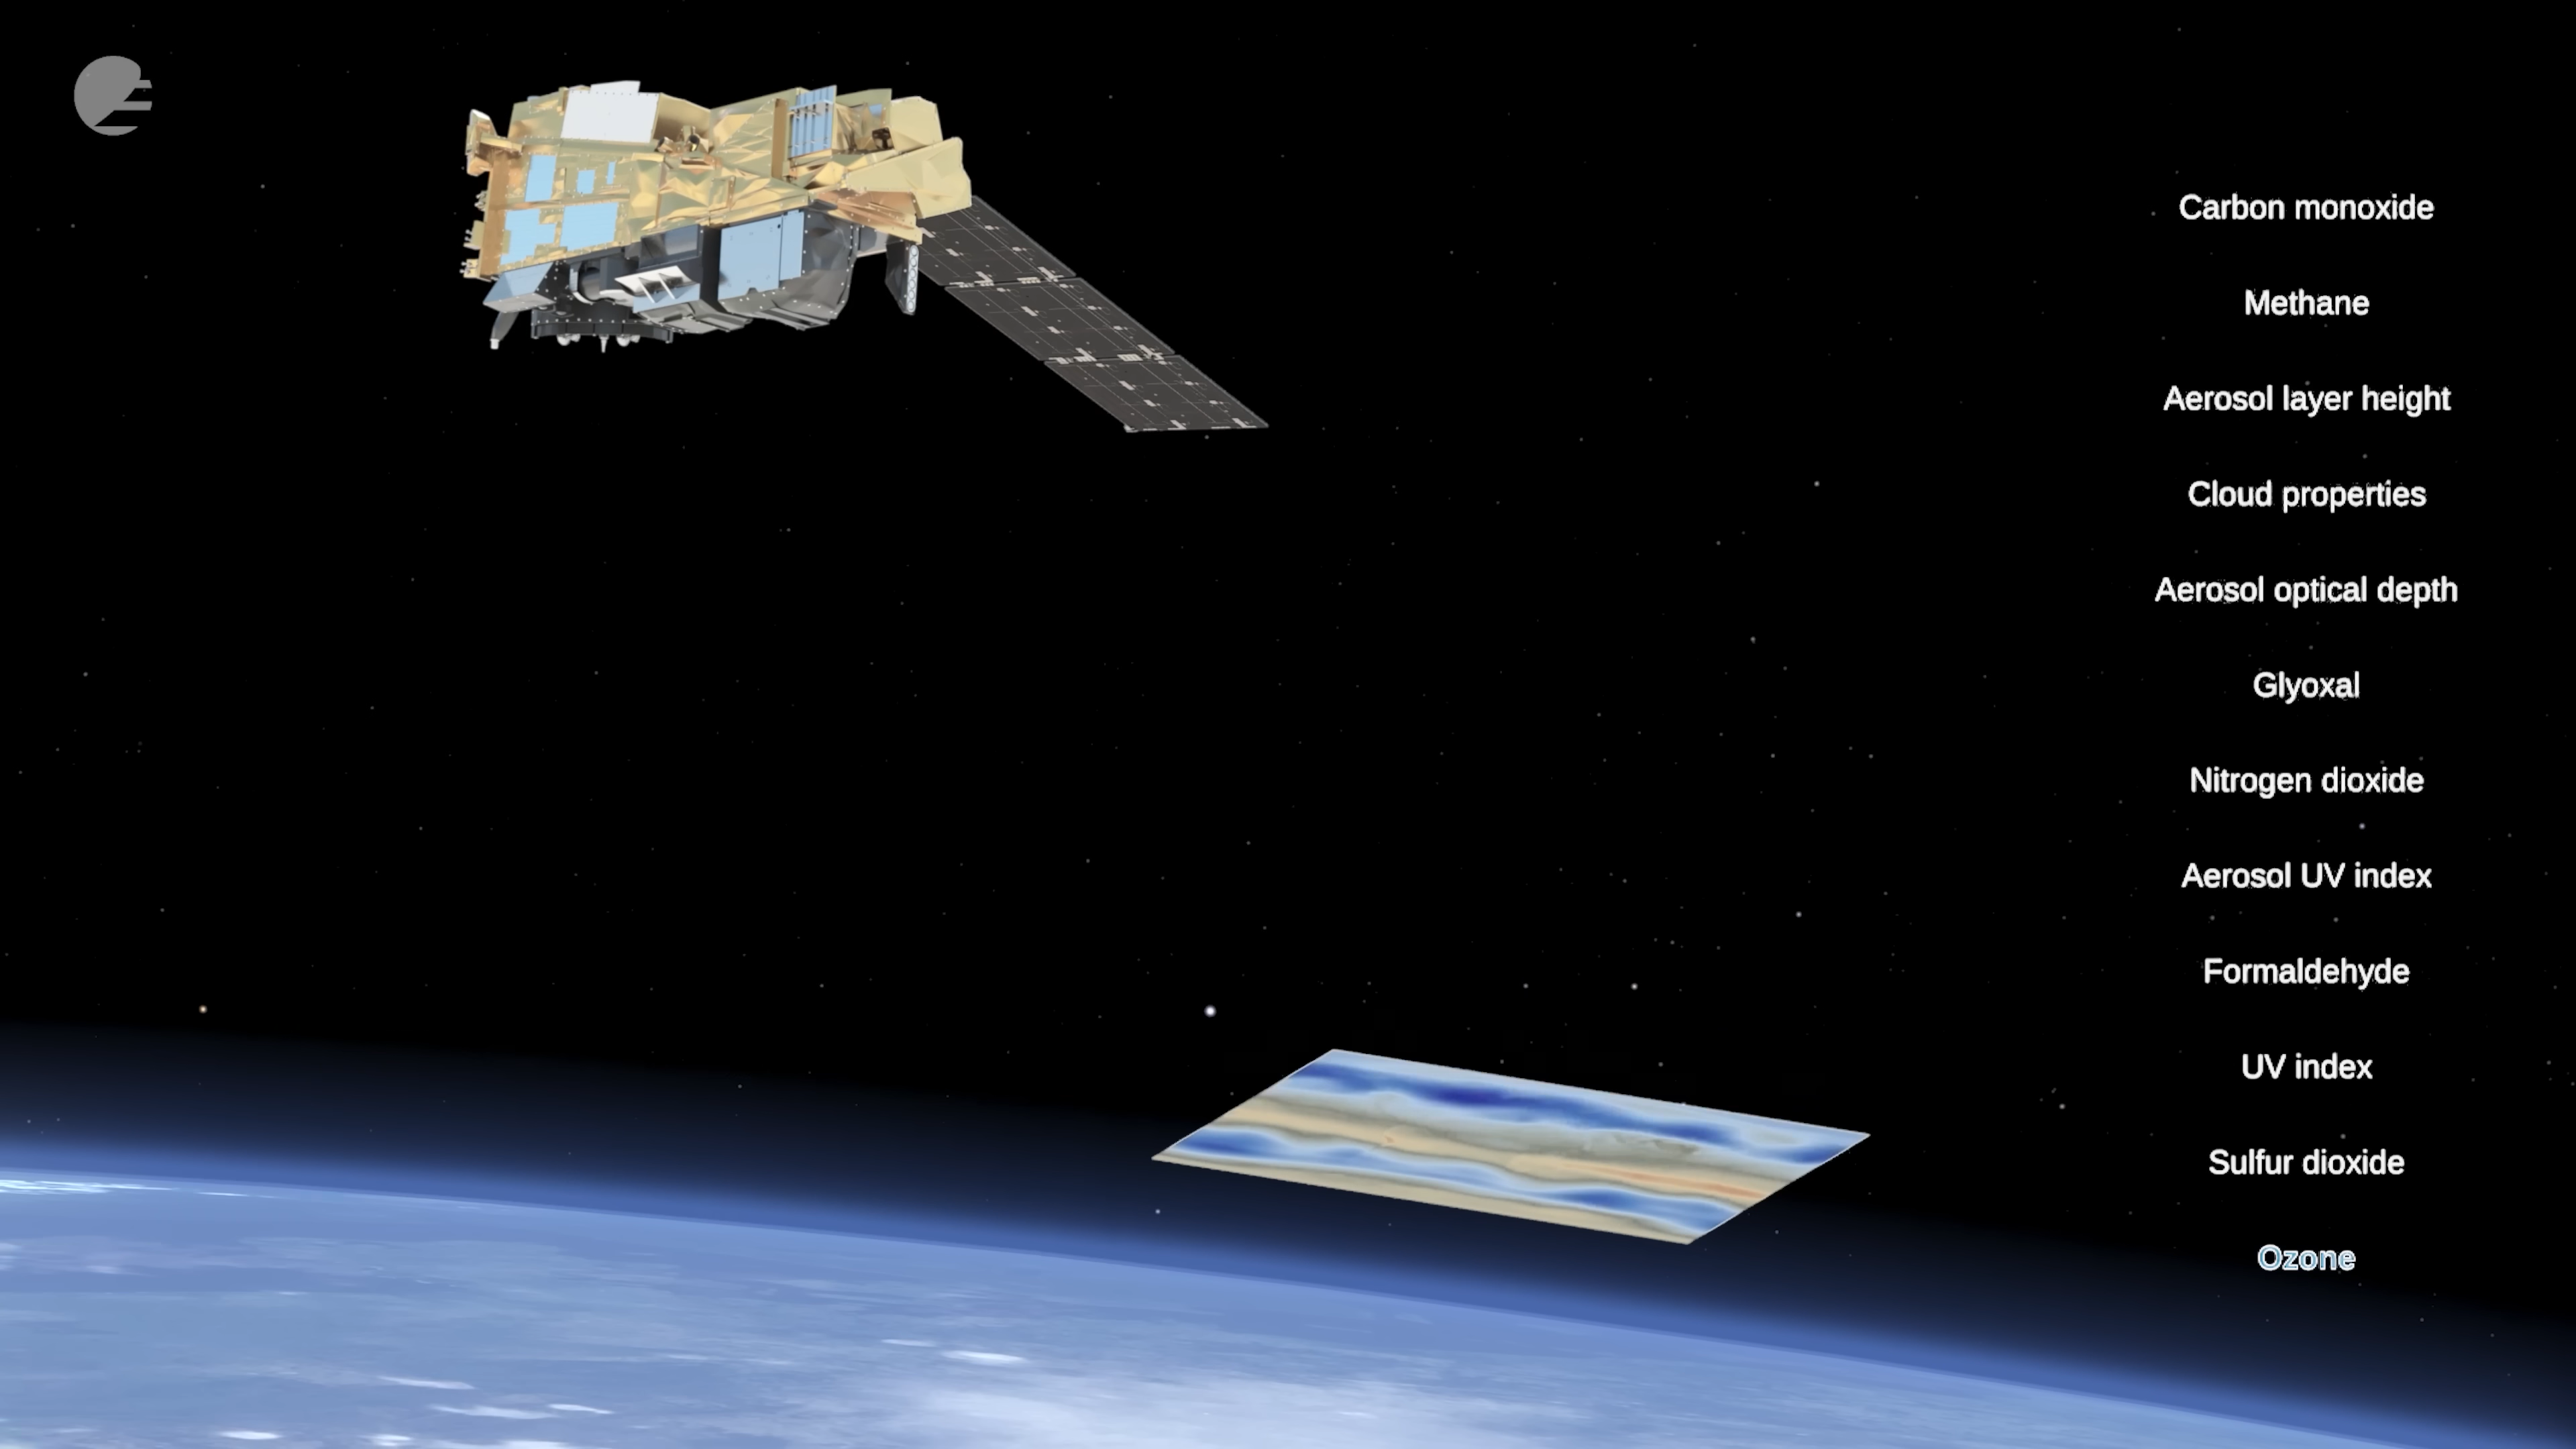 Carbon monoxide
Methane
Aerosol layer height
Cloud properties
Aerosol optical depth
Glyoxal
Nitrogen dioxide
Aerosol UV index
Formaldehyde
UV index
Sulfur dioxide
Ozone